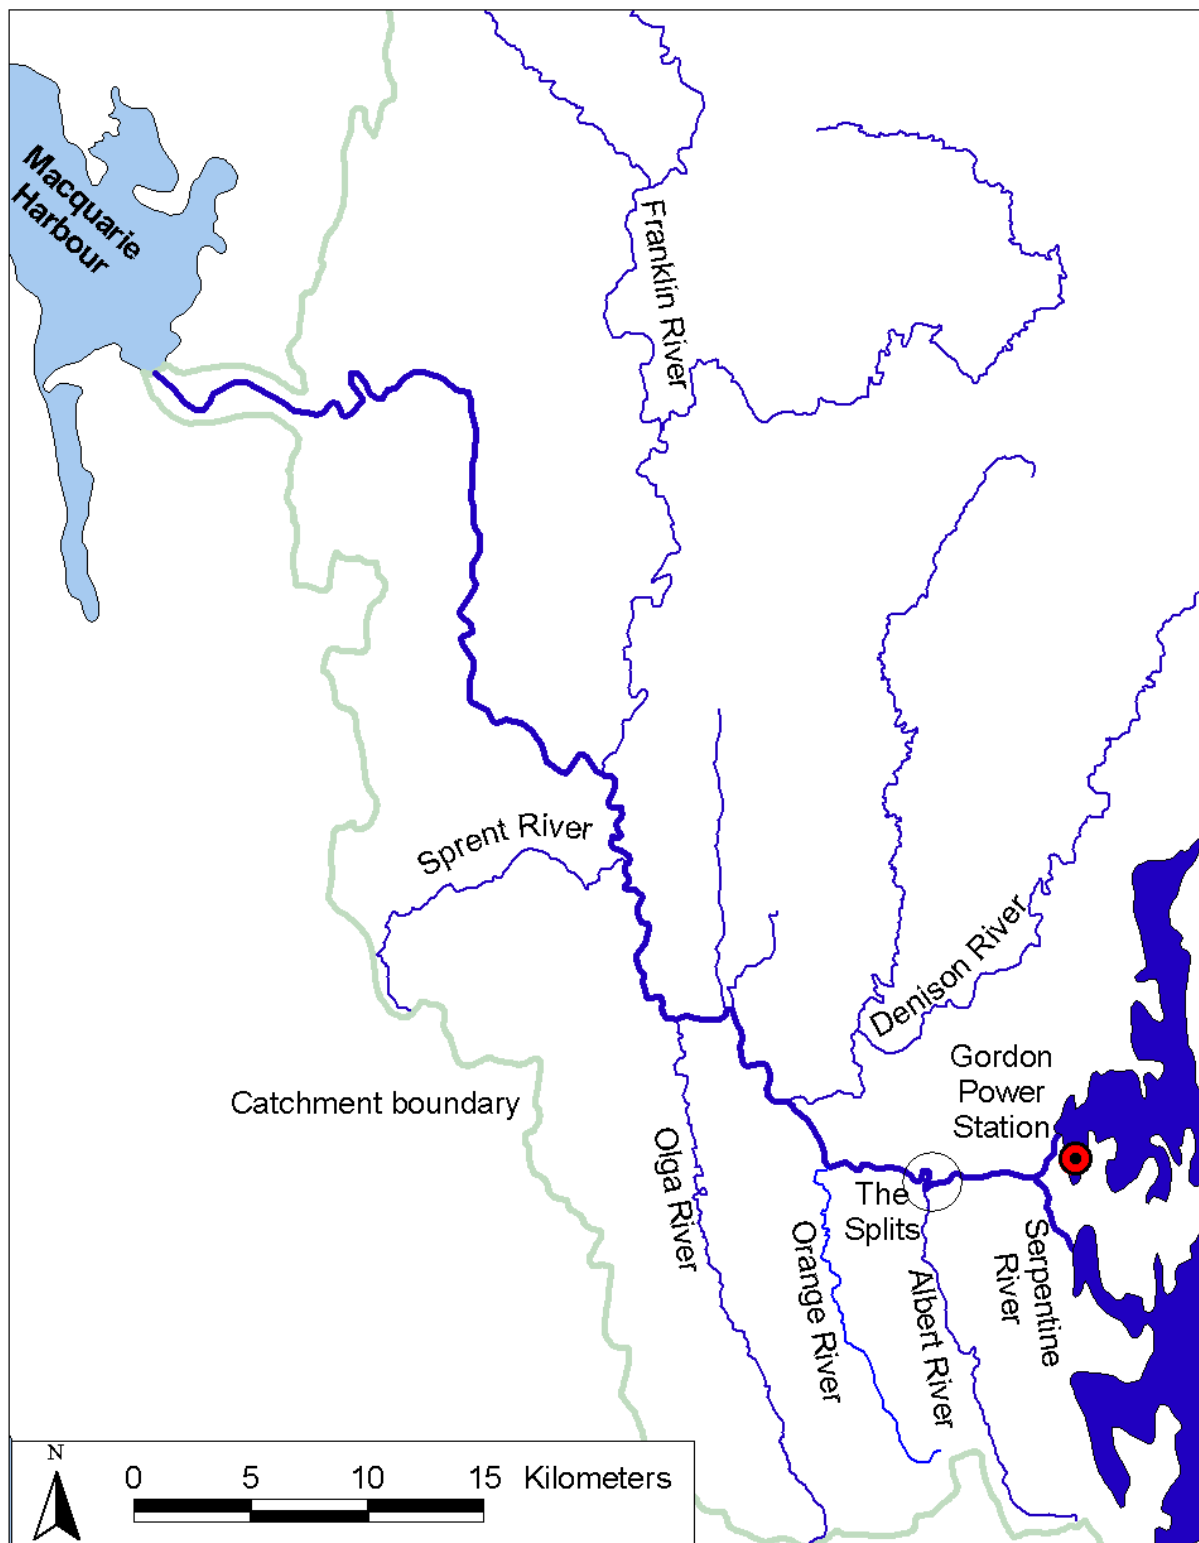 Macquarie
Harbour
Franklin River
Sprent River
Denison River
Gordon
Power
Station
Catchment boundary
Olga River
The
Splits
Orange River
Albert River
Serpentine
River
N
0 5 10 15 Kilometers